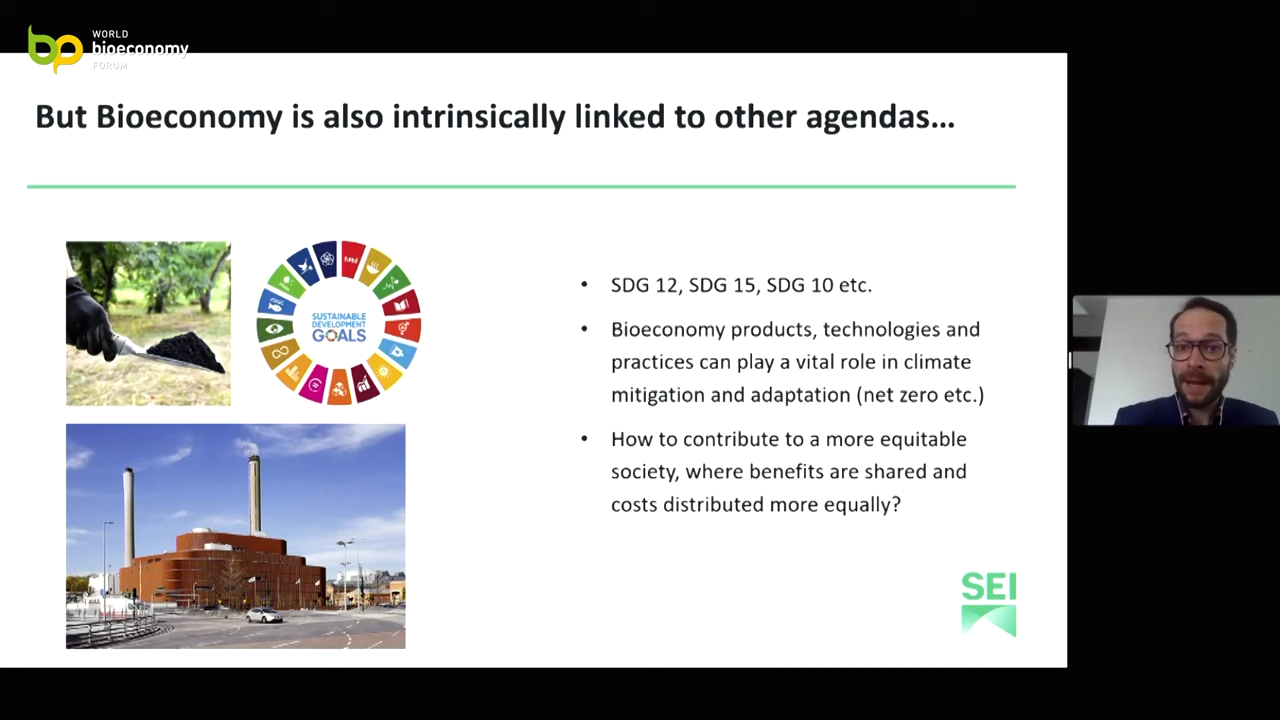 WORLD
bioeconomy
FORUM
But Bioeconomy is also intrinsically linked to other agendas...
SUSTAINABLE
DEVELOPMENT
GOALS
• SDG 12, SDG 15, SDG 10 etc.
• Bioeconomy products, technologies and
practices can play a vital role in climate
mitigation and adaptation (net zero etc.)
• How to contribute to a more equitable
society, where benefits are shared and
costs distributed more equally?
SEI